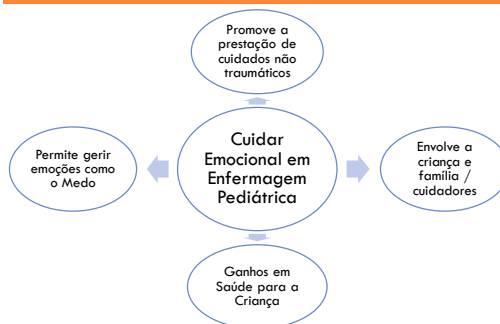 Promove a
prestação de
cuidados não
traumáticos
Permite gerir
emoções como
o Medo
Cuidar
Emocional em
Enfermagem
Pediátrica
Envolve a
criança e
família /
cuidadores
Ganhos em
Saúde para a
Criança